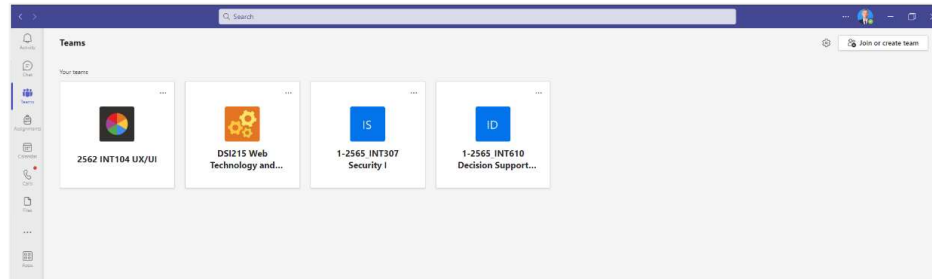 Search
Teams
Join or create team
Your teams
Activity
Chat
Teams
Assignments
Calendar
Calls
Files
Apps
...
2562 INT104 UX/UI
...
DSI215 Web
Technology and...
...
IS
1-2565_INT307
Security I
...
ID
1-2565_INT610
Decision Support...